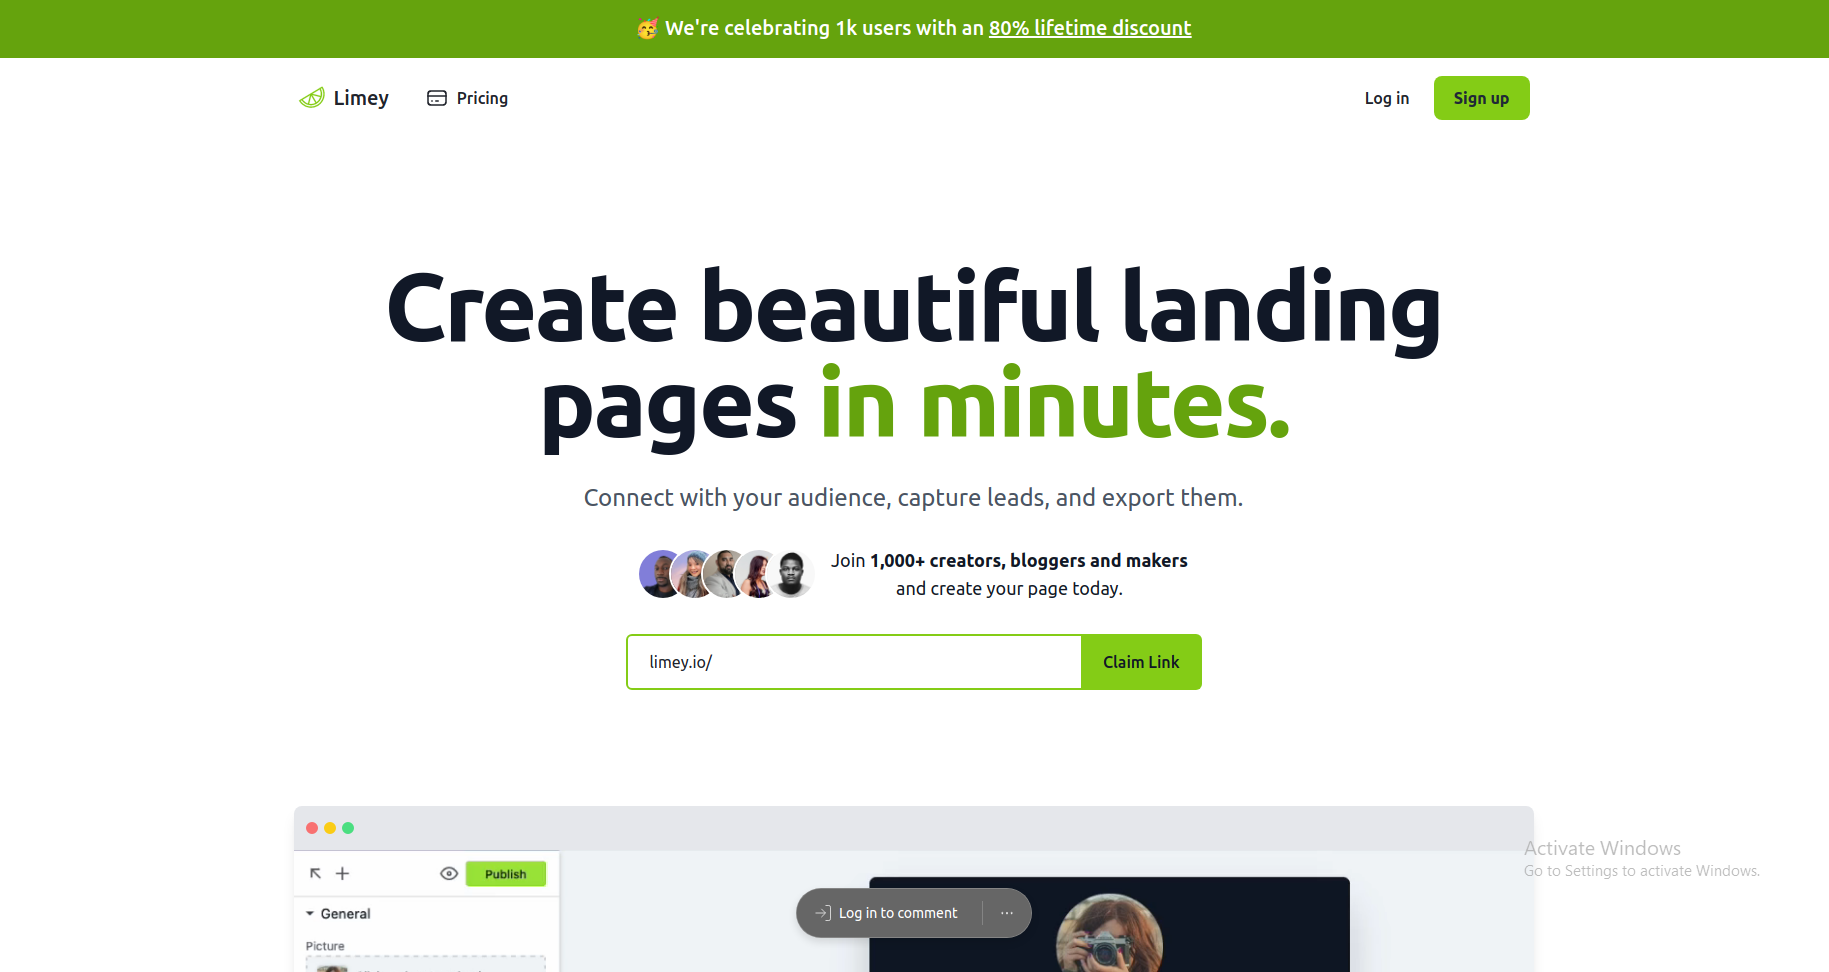 🥳 We're celebrating 1k users with an 80% lifetime discount
Limey
Pricing
Log in
Sign up
Create beautiful landing
pages in minutes.
Connect with your audience, capture leads, and export them.
Join 1,000+ creators, bloggers and makers
and create your page today.
limey.io/
Claim Link
Activate Windows
Go to Settings to activate Windows.
Publish
General
Log in to comment
Picture